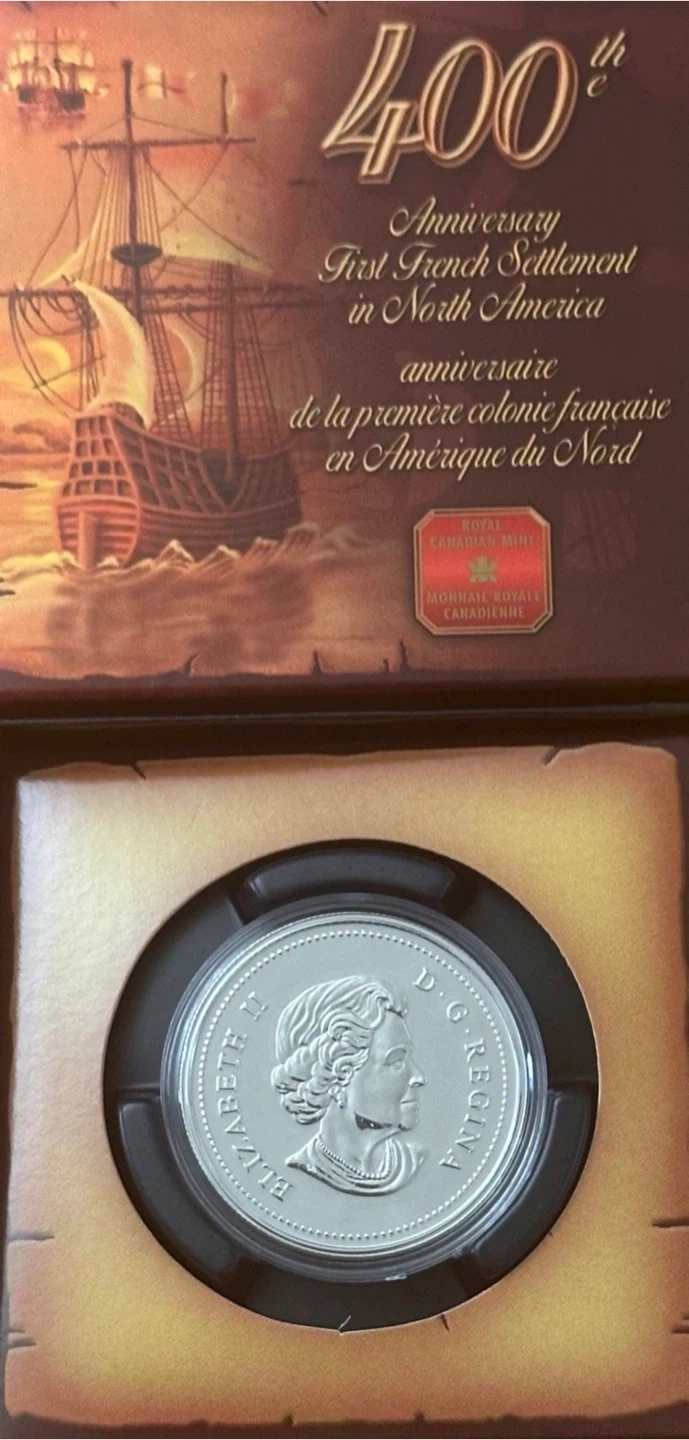 400th
e
Anniversary
First French Settlement
in North America
anniversaire
de la première colonie française
en Amérique du Nord
ROYAL
CANADIAN MINT
MONNAIE ROYALE
CANADIENNE
ELIZABETH II D·G·REGINA